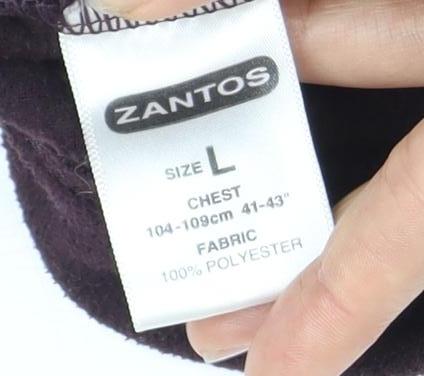 ZANTOS
SIZE L
CHEST
104-109cm 41-43"
FABRIC
100% POLYESTER